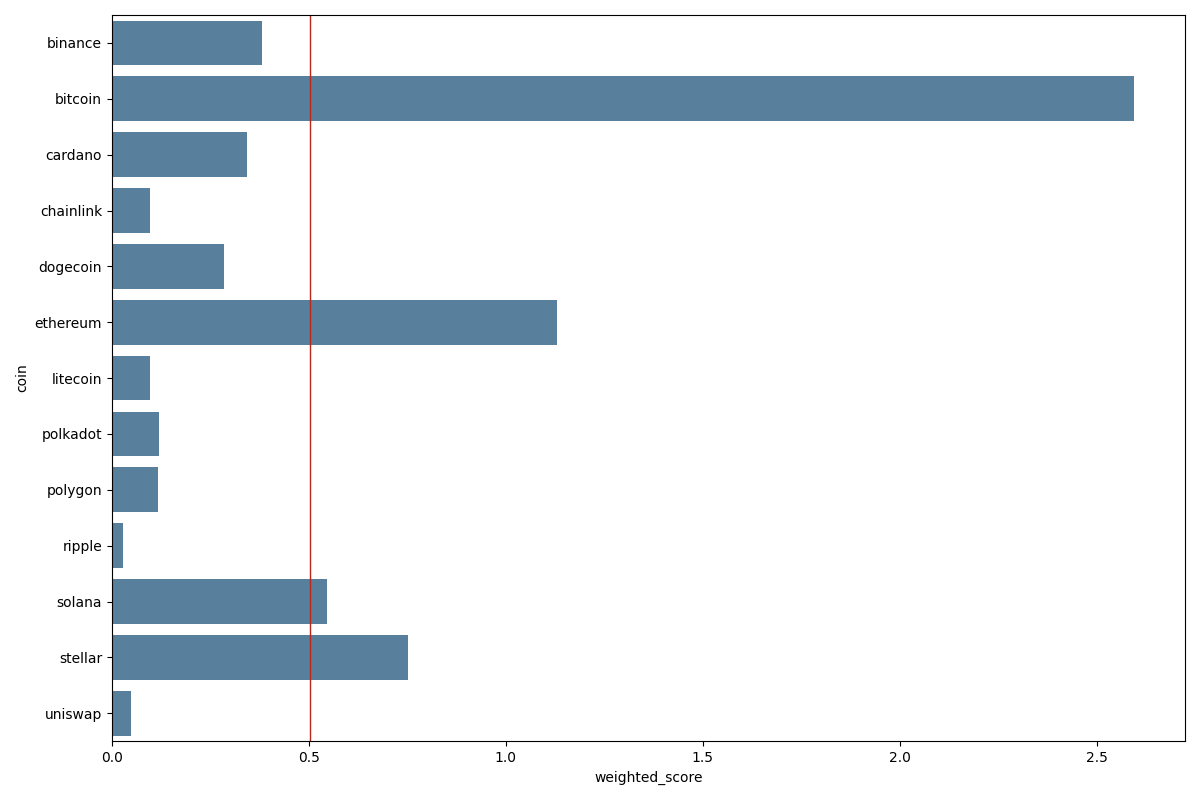 binance
bitcoin
cardano
chainlink
dogecoin
ethereum
litecoin
polkadot
polygon
ripple
solana
stellar
uniswap
coin
0.0 0.5 1.0 1.5 2.0 2.5
weighted_score